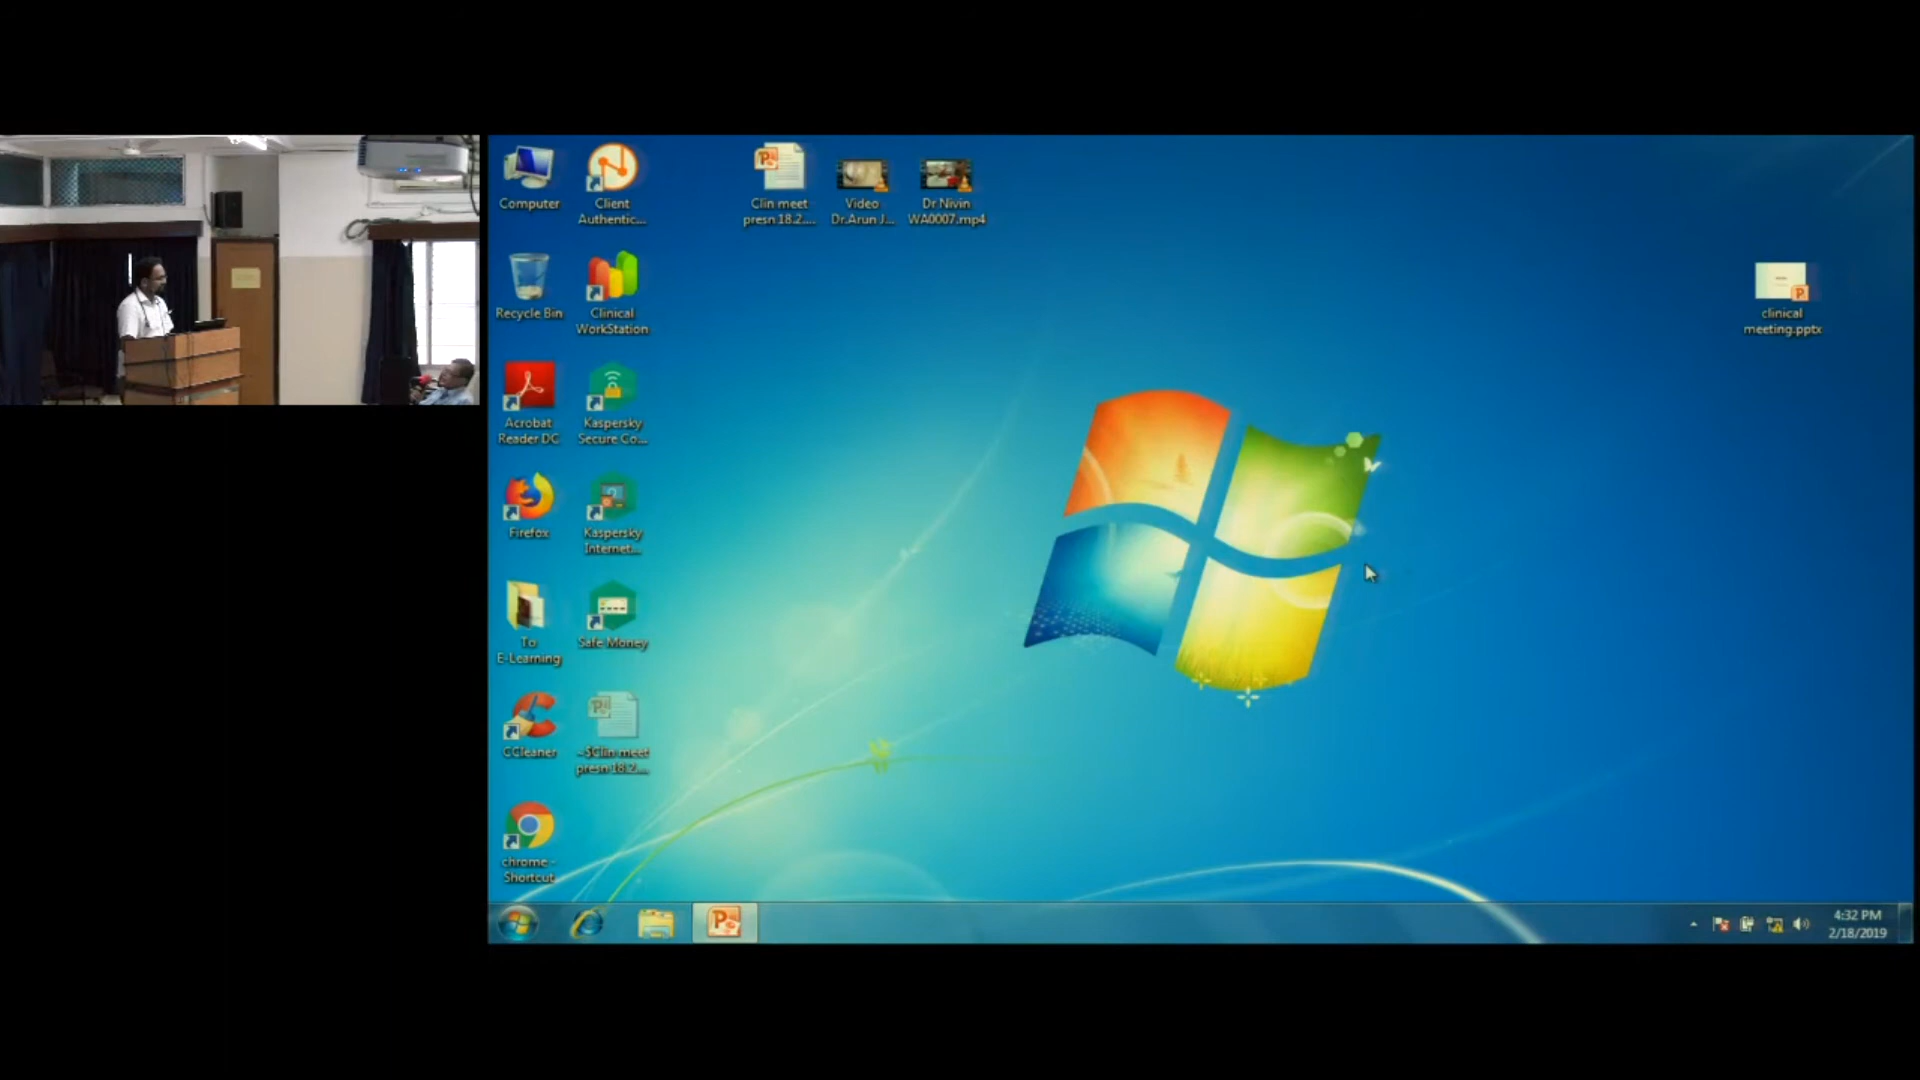 Computer
Client
Authentic...
Clin meet
presn 18.2....
Video
Dr.Arun J...
Dr Nivin
WA0007.mp4
Recycle Bin
Clinical
WorkStation
clinical
meeting.pptx
Acrobat
Reader DC
Kaspersky
Secure Co...
Firefox
Kaspersky
Internet...
To
E-Learning
Safe Money
CCleaner
~$Clin meet
presn 18.2....
chrome -
Shortcut
4:32 PM
2/18/2019